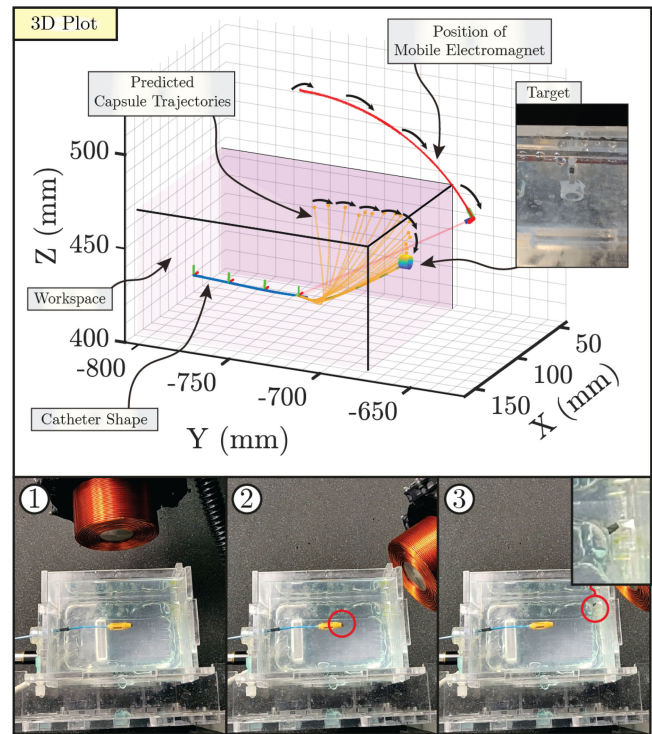 3D Plot
Position of
Mobile Electromagnet
Predicted
Capsule Trajectories
Target
500
450
400
Z (mm)
Workspace
Catheter Shape
-800
-750
-700
-650
Y (mm)
50
100
150
X (mm)
1
2
3